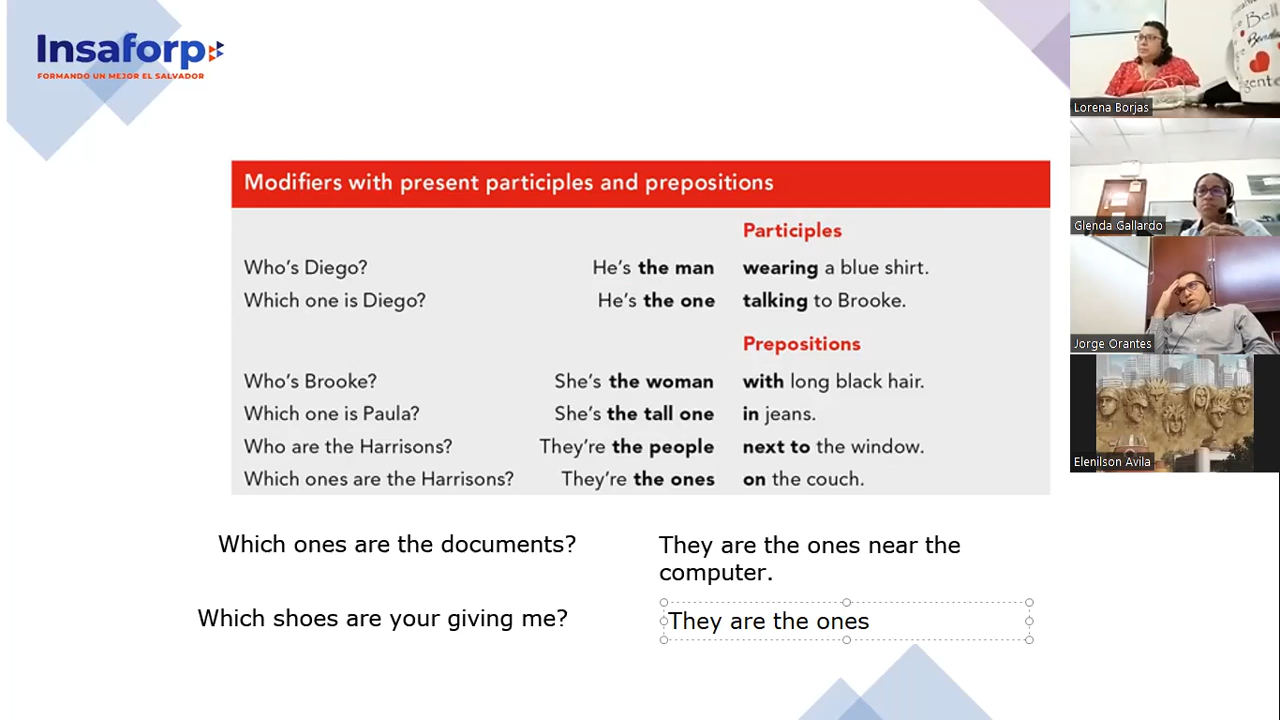 Insaforp
FORMANDO UN MEJOR EL SALVADOR
Modifiers with present participles and prepositions
Participles
Who's Diego? He's the man wearing a blue shirt.
Which one is Diego? He's the one talking to Brooke.
Prepositions
Who's Brooke? She's the woman with long black hair.
Which one is Paula? She's the tall one in jeans.
Who are the Harrisons? They're the people next to the window.
Which ones are the Harrisons? They're the ones on the couch.
Which ones are the documents?
They are the ones near the
computer.
Which shoes are your giving me?
They are the ones
Lorena Borjas
Glenda Gallardo
Jorge Orantes
Elenilson Avila